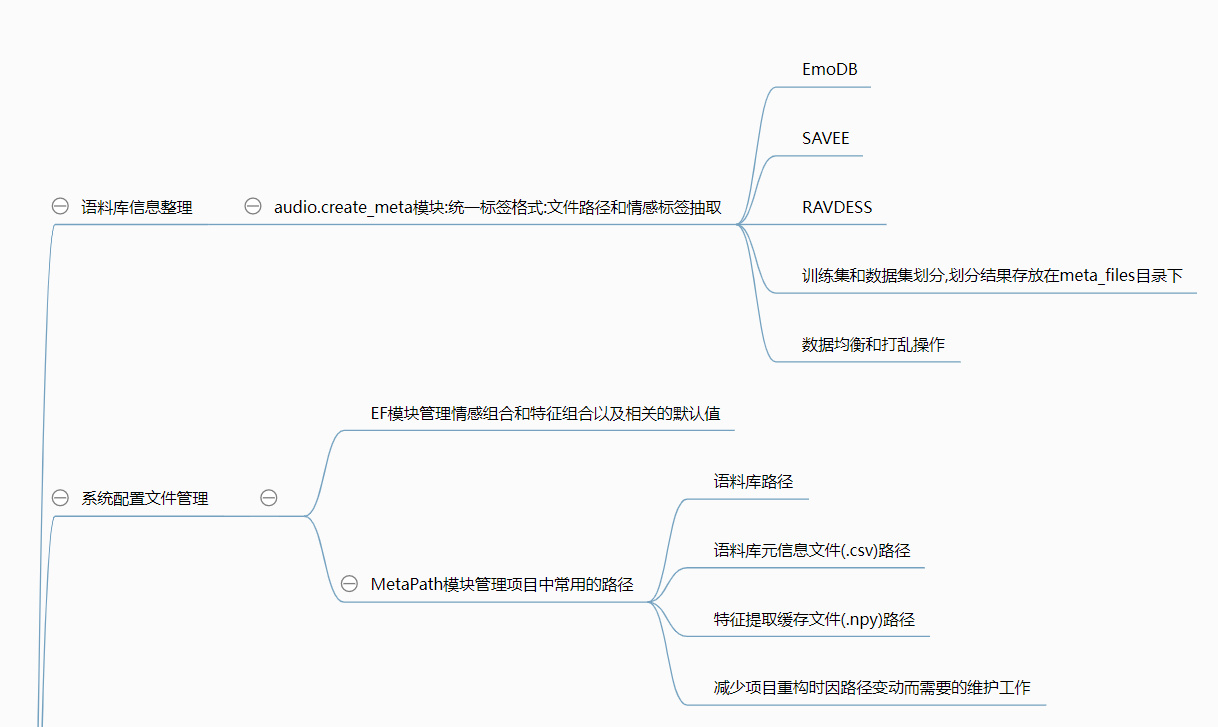 EmoDB
SAVEE
语料库信息整理
audio.create_meta模块:统一标签格式:文件路径和情感标签抽取
RAVDESS
训练集和数据集划分,划分结果存放在meta_files目录下
数据均衡和打乱操作
EF模块管理情感组合和特征组合以及相关的默认值
语料库路径
系统配置文件管理
语料库元信息文件(.csv)路径
MetaPath模块管理项目中常用的路径
特征提取缓存文件(.npy)路径
减少项目重构时因路径变动而需要的维护工作